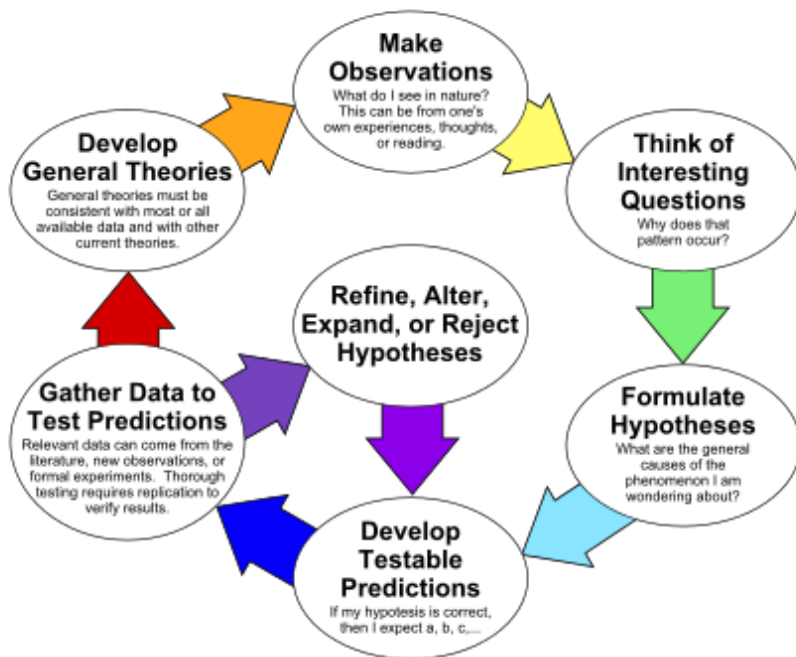 Make
Observations
What do I see in nature?
This can be from one's
own experiences, thoughts,
or reading.
Think of
Interesting
Questions
Why does that
pattern occur?
Formulate
Hypotheses
What are the general
causes of the
phenomenon I am
wondering about?
Develop
Testable
Predictions
If my hypotesis is correct,
then I expect a, b, c,...
Gather Data to
Test Predictions
Relevant data can come from the
literature, new observations, or
formal experiments. Thorough
testing requires replication to
verify results.
Refine, Alter,
Expand, or Reject
Hypotheses
Develop
General Theories
General theories must be
consistent with most or all
available data and with other
current theories.